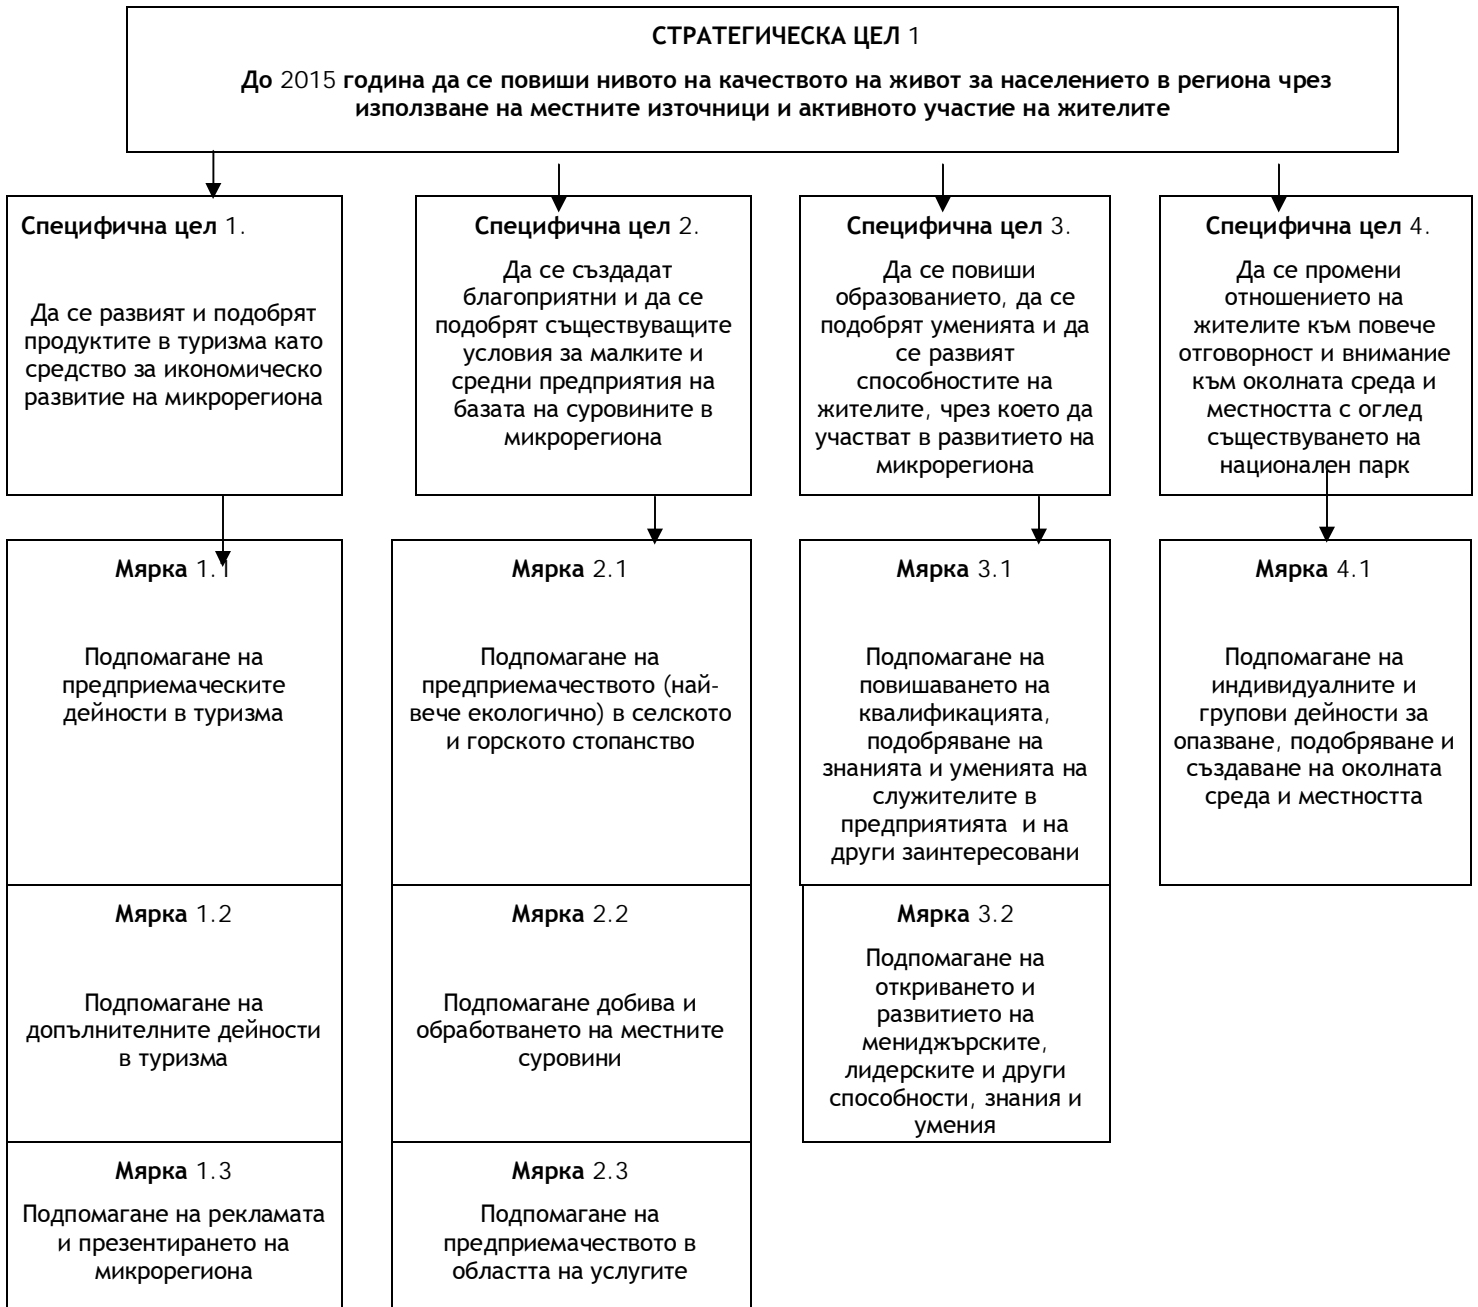 СТРАТЕГИЧЕСКА ЦЕЛ 1
До 2015 година да се повиши нивото на качеството на живот за населението в региона чрез
използване на местните източници и активното участие на жителите
Специфична цел 1.
Да се развият и подобрят
продуктите в туризма като
средство за икономическо
развитие на микрорегиона
Специфична цел 2.
Да се създадат
благоприятни и да се
подобрят съществуващите
условия за малките и
средни предприятия на
базата на суровините в
микрорегиона
Специфична цел 3.
Да се повиши
образованието, да се
подобрят уменията и да
се развият
способностите на
жителите, чрез което да
участват в развитието на
микрорегиона
Специфична цел 4.
Да се промени
отношението на
жителите към повече
отговорност и внимание
към околната среда и
местността с оглед
съществуването на
национален парк
Мярка 1.1
Подпомагане на
предприемаческите
дейности в туризма
Мярка 2.1
Подпомагане на
предприемачеството (най-
вече екологично) в селското
и горското стопанство
Мярка 3.1
Подпомагане на
повишаването на
квалификацията,
подобряване на
знанията и уменията на
служителите в
предприятията и на
други заинтересовани
Мярка 4.1
Подпомагане на
индивидуалните и
групови дейности за
опазване, подобряване и
създаване на околната
среда и местността
Мярка 1.2
Подпомагане на
допълнителните дейности
в туризма
Мярка 2.2
Подпомагане добива и
обработването на местните
суровини
Мярка 3.2
Подпомагане на
откриването и
развитието на
мениджърските,
лидерските и други
способности, знания и
умения
Мярка 1.3
Подпомагане на рекламата
и презентирането на
микрорегиона
Мярка 2.3
Подпомагане на
предприемачеството в
областта на услугите